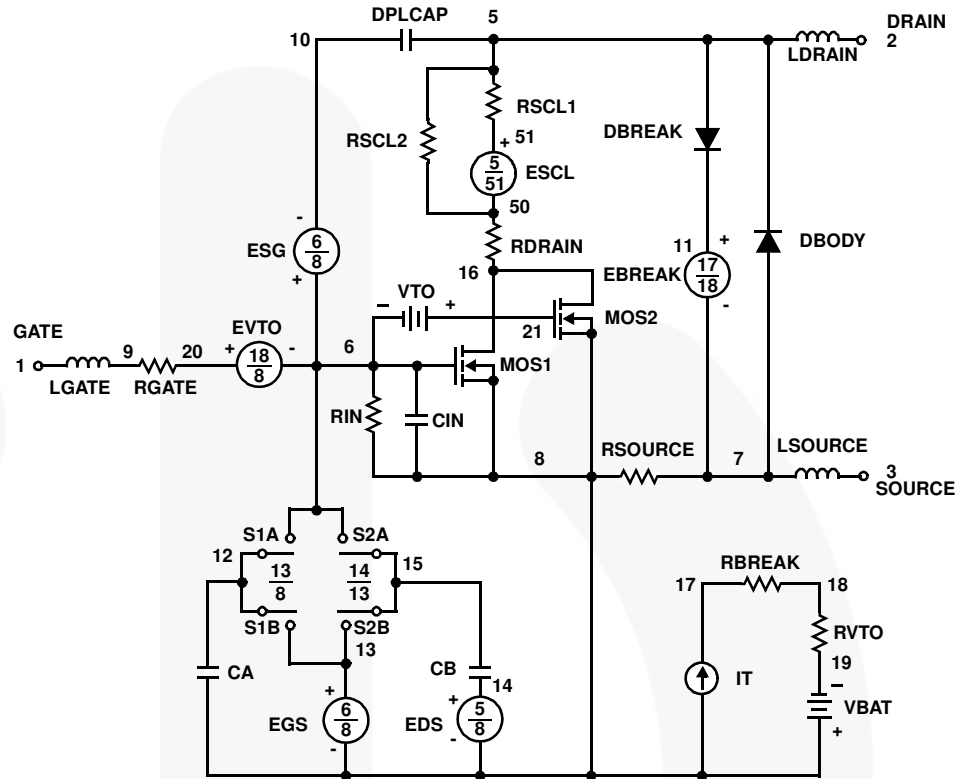 DPLCAP
5
DRAIN
2
10
LDRAIN
RSCL1
RSCL2
DBREAK
+ 51
5
51
ESCL
50
-
ESG
6
8
+
RDRAIN
11
+
DBODY
EBREAK
17
18
-
16
VTO
-
+
21
MOS2
GATE
1
9
20
EVTO
+
18
8
-
6
MOS1
LGATE
RGATE
RIN
CIN
8
RSOURCE
7
LSOURCE
3
SOURCE
S1A
S2A
12
13
8
14
13
15
S1B
S2B
13
RBREAK
17
18
RVTO
19
CA
CB
14
IT
-
VBAT
+
+
EGS
6
8
-
+
EDS
5
8
-